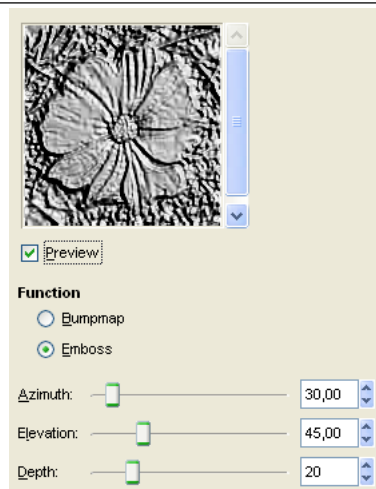 Preview
Function
Bumpmap
Emboss
Azimuth: 30,00
Elevation: 45,00
Depth: 20